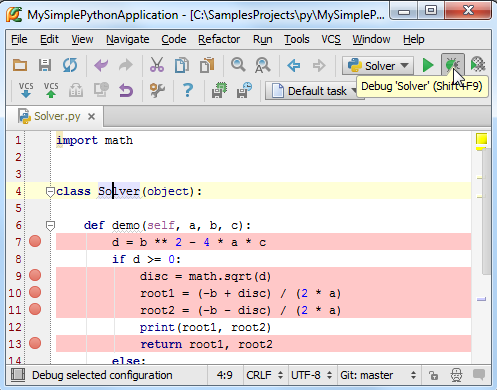 MySimplePythonApplication - [C:\SamplesProjects\py\MySimpleP...
File Edit View Navigate Code Refactor Run Tools VCS Window Help
Solver
VCS VCS Default task
Debug 'Solver' (Shift+F9)
Solver.py
1 import math
2
3
4 class Solver(object):
5
6 def demo(self, a, b, c):
7 d = b ** 2 - 4 * a * c
8 if d >= 0:
9 disc = math.sqrt(d)
10 root1 = (-b + disc) / (2 * a)
11 root2 = (-b - disc) / (2 * a)
12 print(root1, root2)
13 return root1, root2
else:
Debug selected configuration 4:9 CRLF UTF-8 Git: master